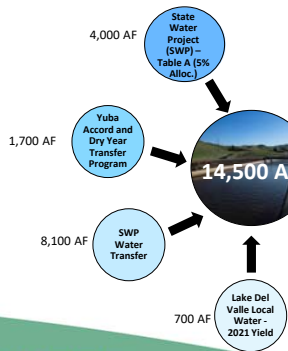 State
Water
Project
(SWP) –
Table A (5%
Alloc.)
4,000 AF
Yuba
Accord and
Dry Year
Transfer
Program
1,700 AF
14,500 A
SWP
Water
Transfer
8,100 AF
Lake Del
Valle Local
Water -
2021 Yield
700 AF